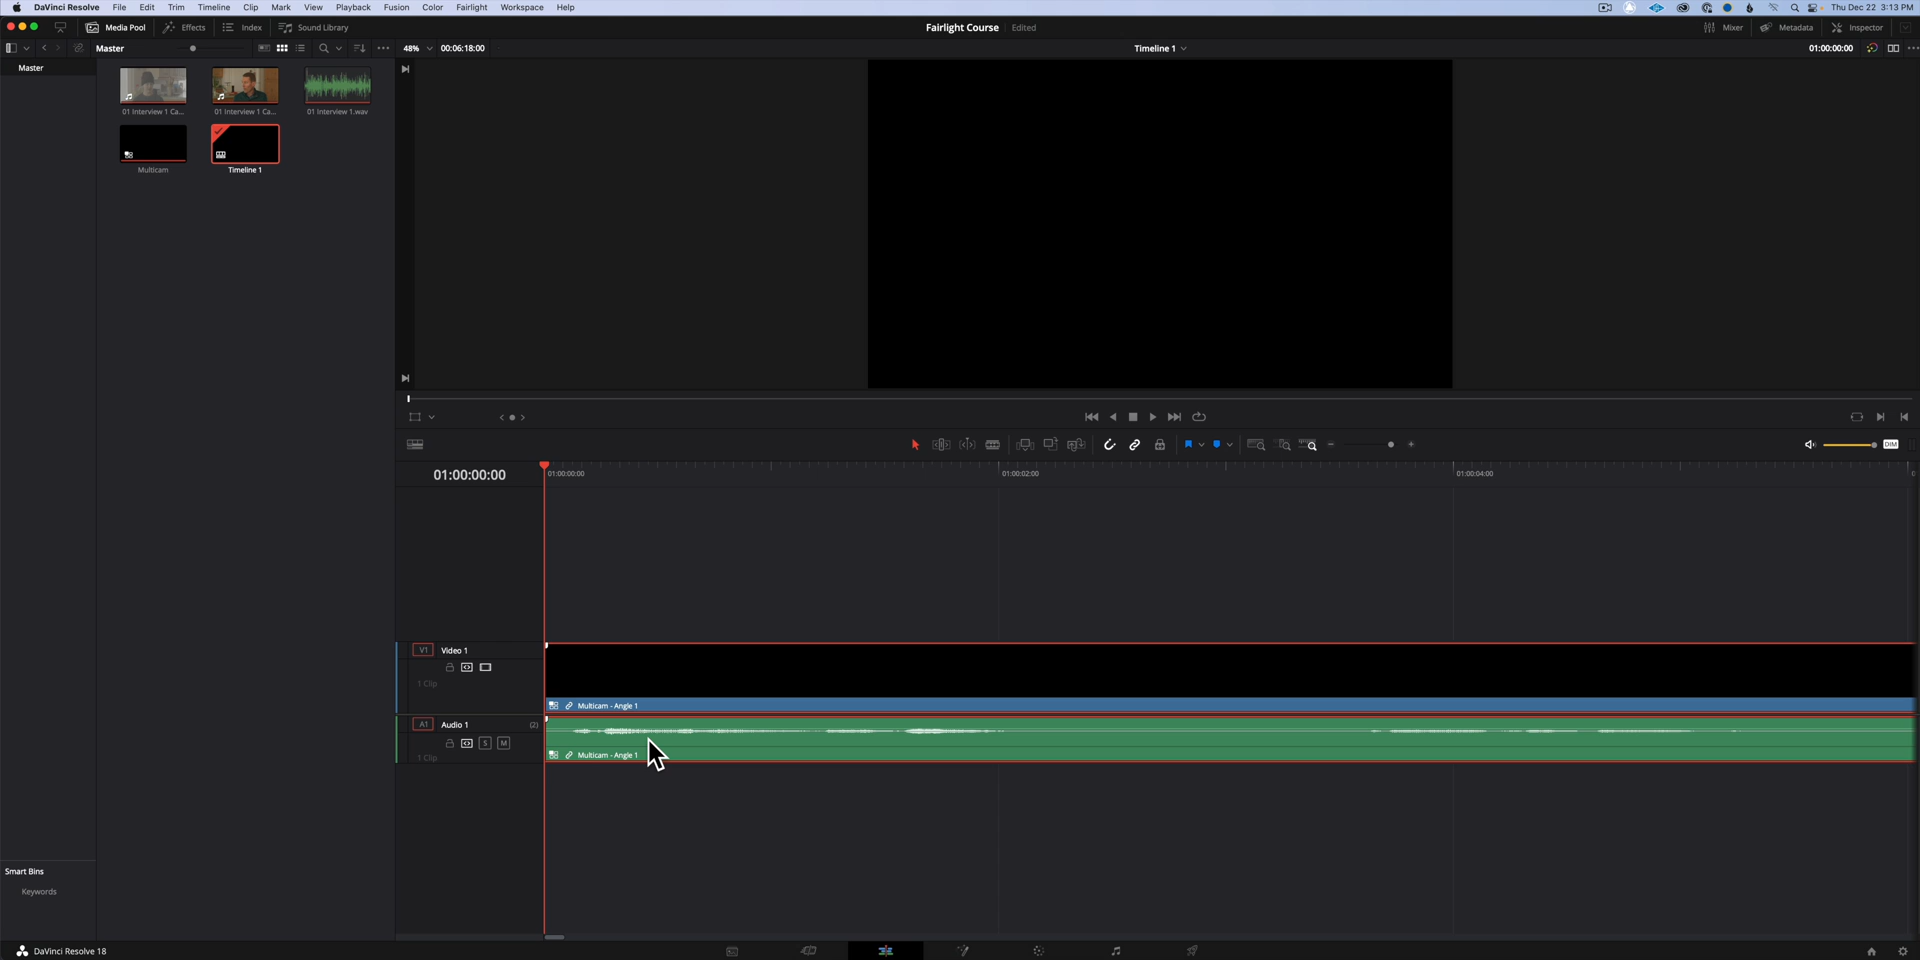 DaVinci Resolve File Edit Trim Timeline Clip Mark View Playback Fusion Color Fairlight Workspace Help Thu Dec 22 3:13 PM
Media Pool Effects Index Sound Library Fairlight Course Edited Mixer Metadata Inspector
Master 48% 00:06:18:00 Timeline 1 01:00:00:00
Master
01 Interview 1 Ca... 01 Interview 1 Ca... 01 Interview 1.wav
Multicam Timeline 1
DIM
01:00:00:00 01:00:00:00 01:00:02:00 01:00:04:00
V1 Video 1
1 Clip
Multicam - Angle 1
A1 Audio 1 (2)
S M
1 Clip
Multicam - Angle 1
Smart Bins
Keywords
DaVinci Resolve 18